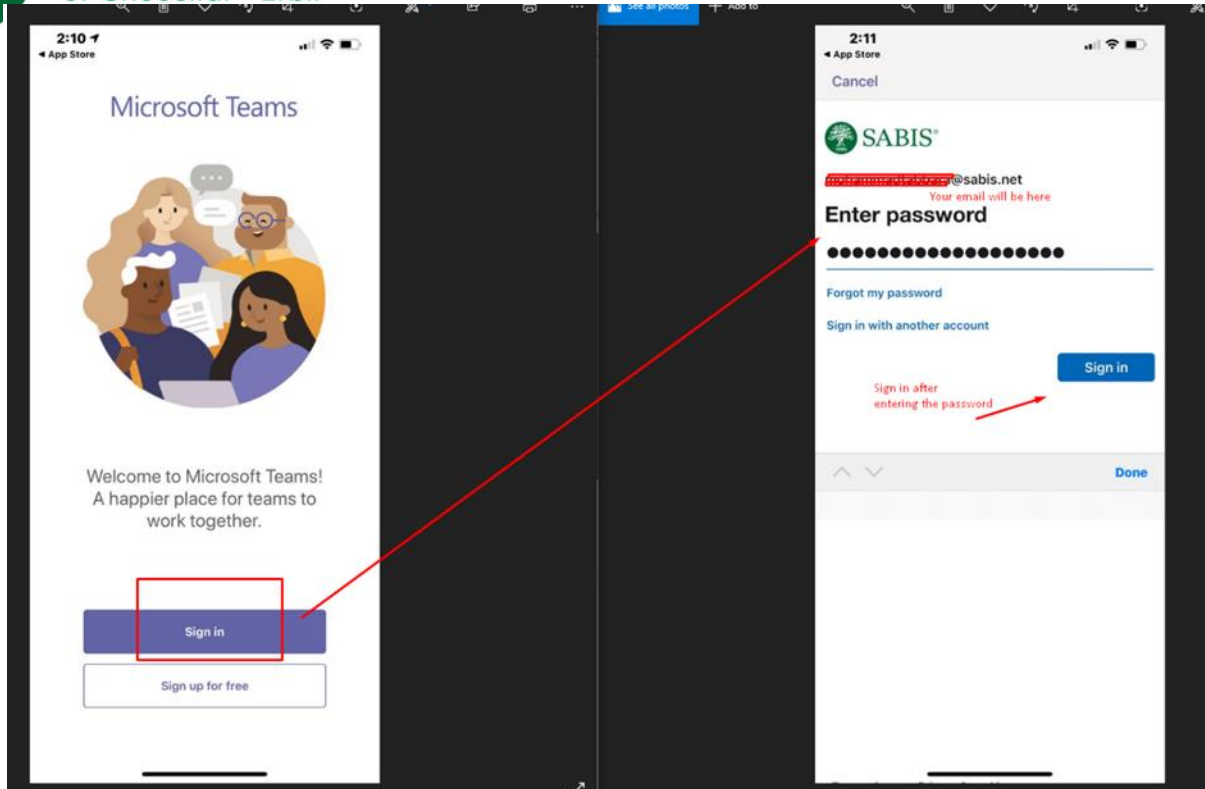 See all photos
Add to
2:10
App Store
Microsoft Teams
Welcome to Microsoft Teams!
A happier place for teams to
work together.
Sign in
Sign up for free
2:11
App Store
Cancel
SABIS®
@sabis.net
Your email will be here
Enter password
Forgot my password
Sign in with another account
Sign in
Sign in after
entering the password
Done